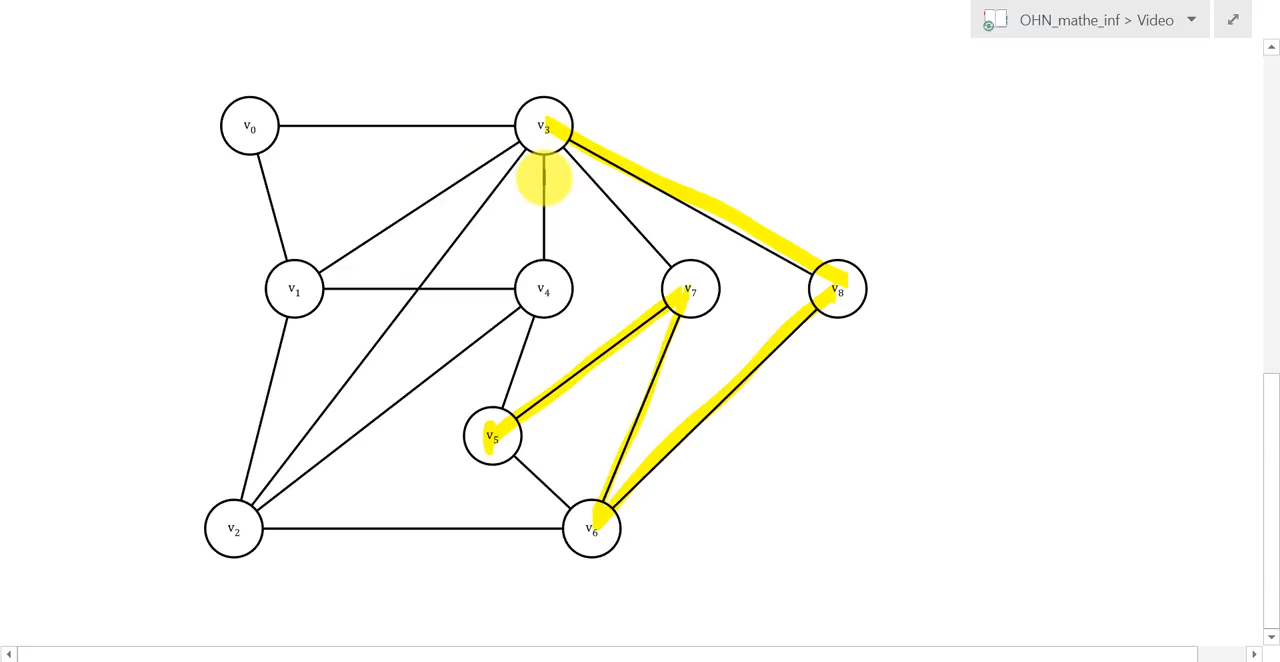 OHN_mathe_inf > Video
v₀
v₃
v₁
v₄
v₇
v₈
v₅
v₂
v₆